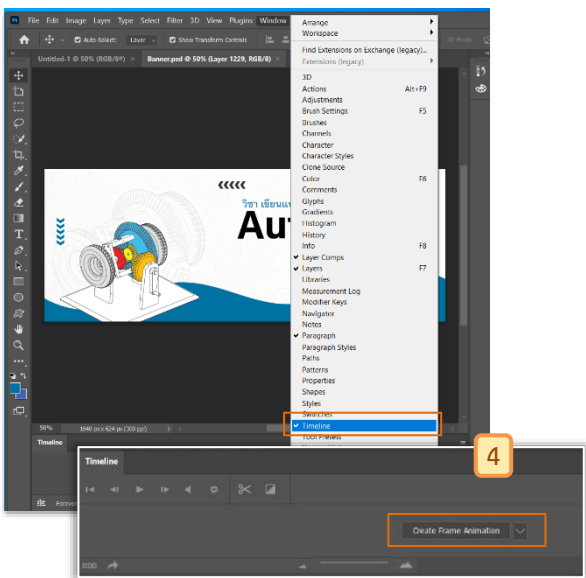 File Edit Image Layer Type Select Filter 3D View Plugins Window
Auto Select: Layer Show Transform Controls 3D Mode:
Untitled-1 @ 50% (RGB/8#) × Banner.psd @ 50% (Layer 1229, RGB/8) ×
Arrange
Workspace
Find Extensions on Exchange (legacy)...
Extensions (legacy)
3D
Actions Alt+F9
Adjustments
Brush Settings F5
Brushes
Channels
Character
Character Styles
Clone Source
Color F6
Comments
Glyphs
Gradients
Histogram
History
Info F8
Layer Comps
Layers F7
Libraries
Measurement Log
Modifier Keys
Navigator
Notes
Paragraph
Paragraph Styles
Paths
Patterns
Properties
Shapes
Styles
Swatches
Timeline
Tool Presets
วิชา เขียนแบ
Au
50% 1640 px x 624 px (300 ppi)
Timeline
Forever
4
Timeline
Create Frame Animation